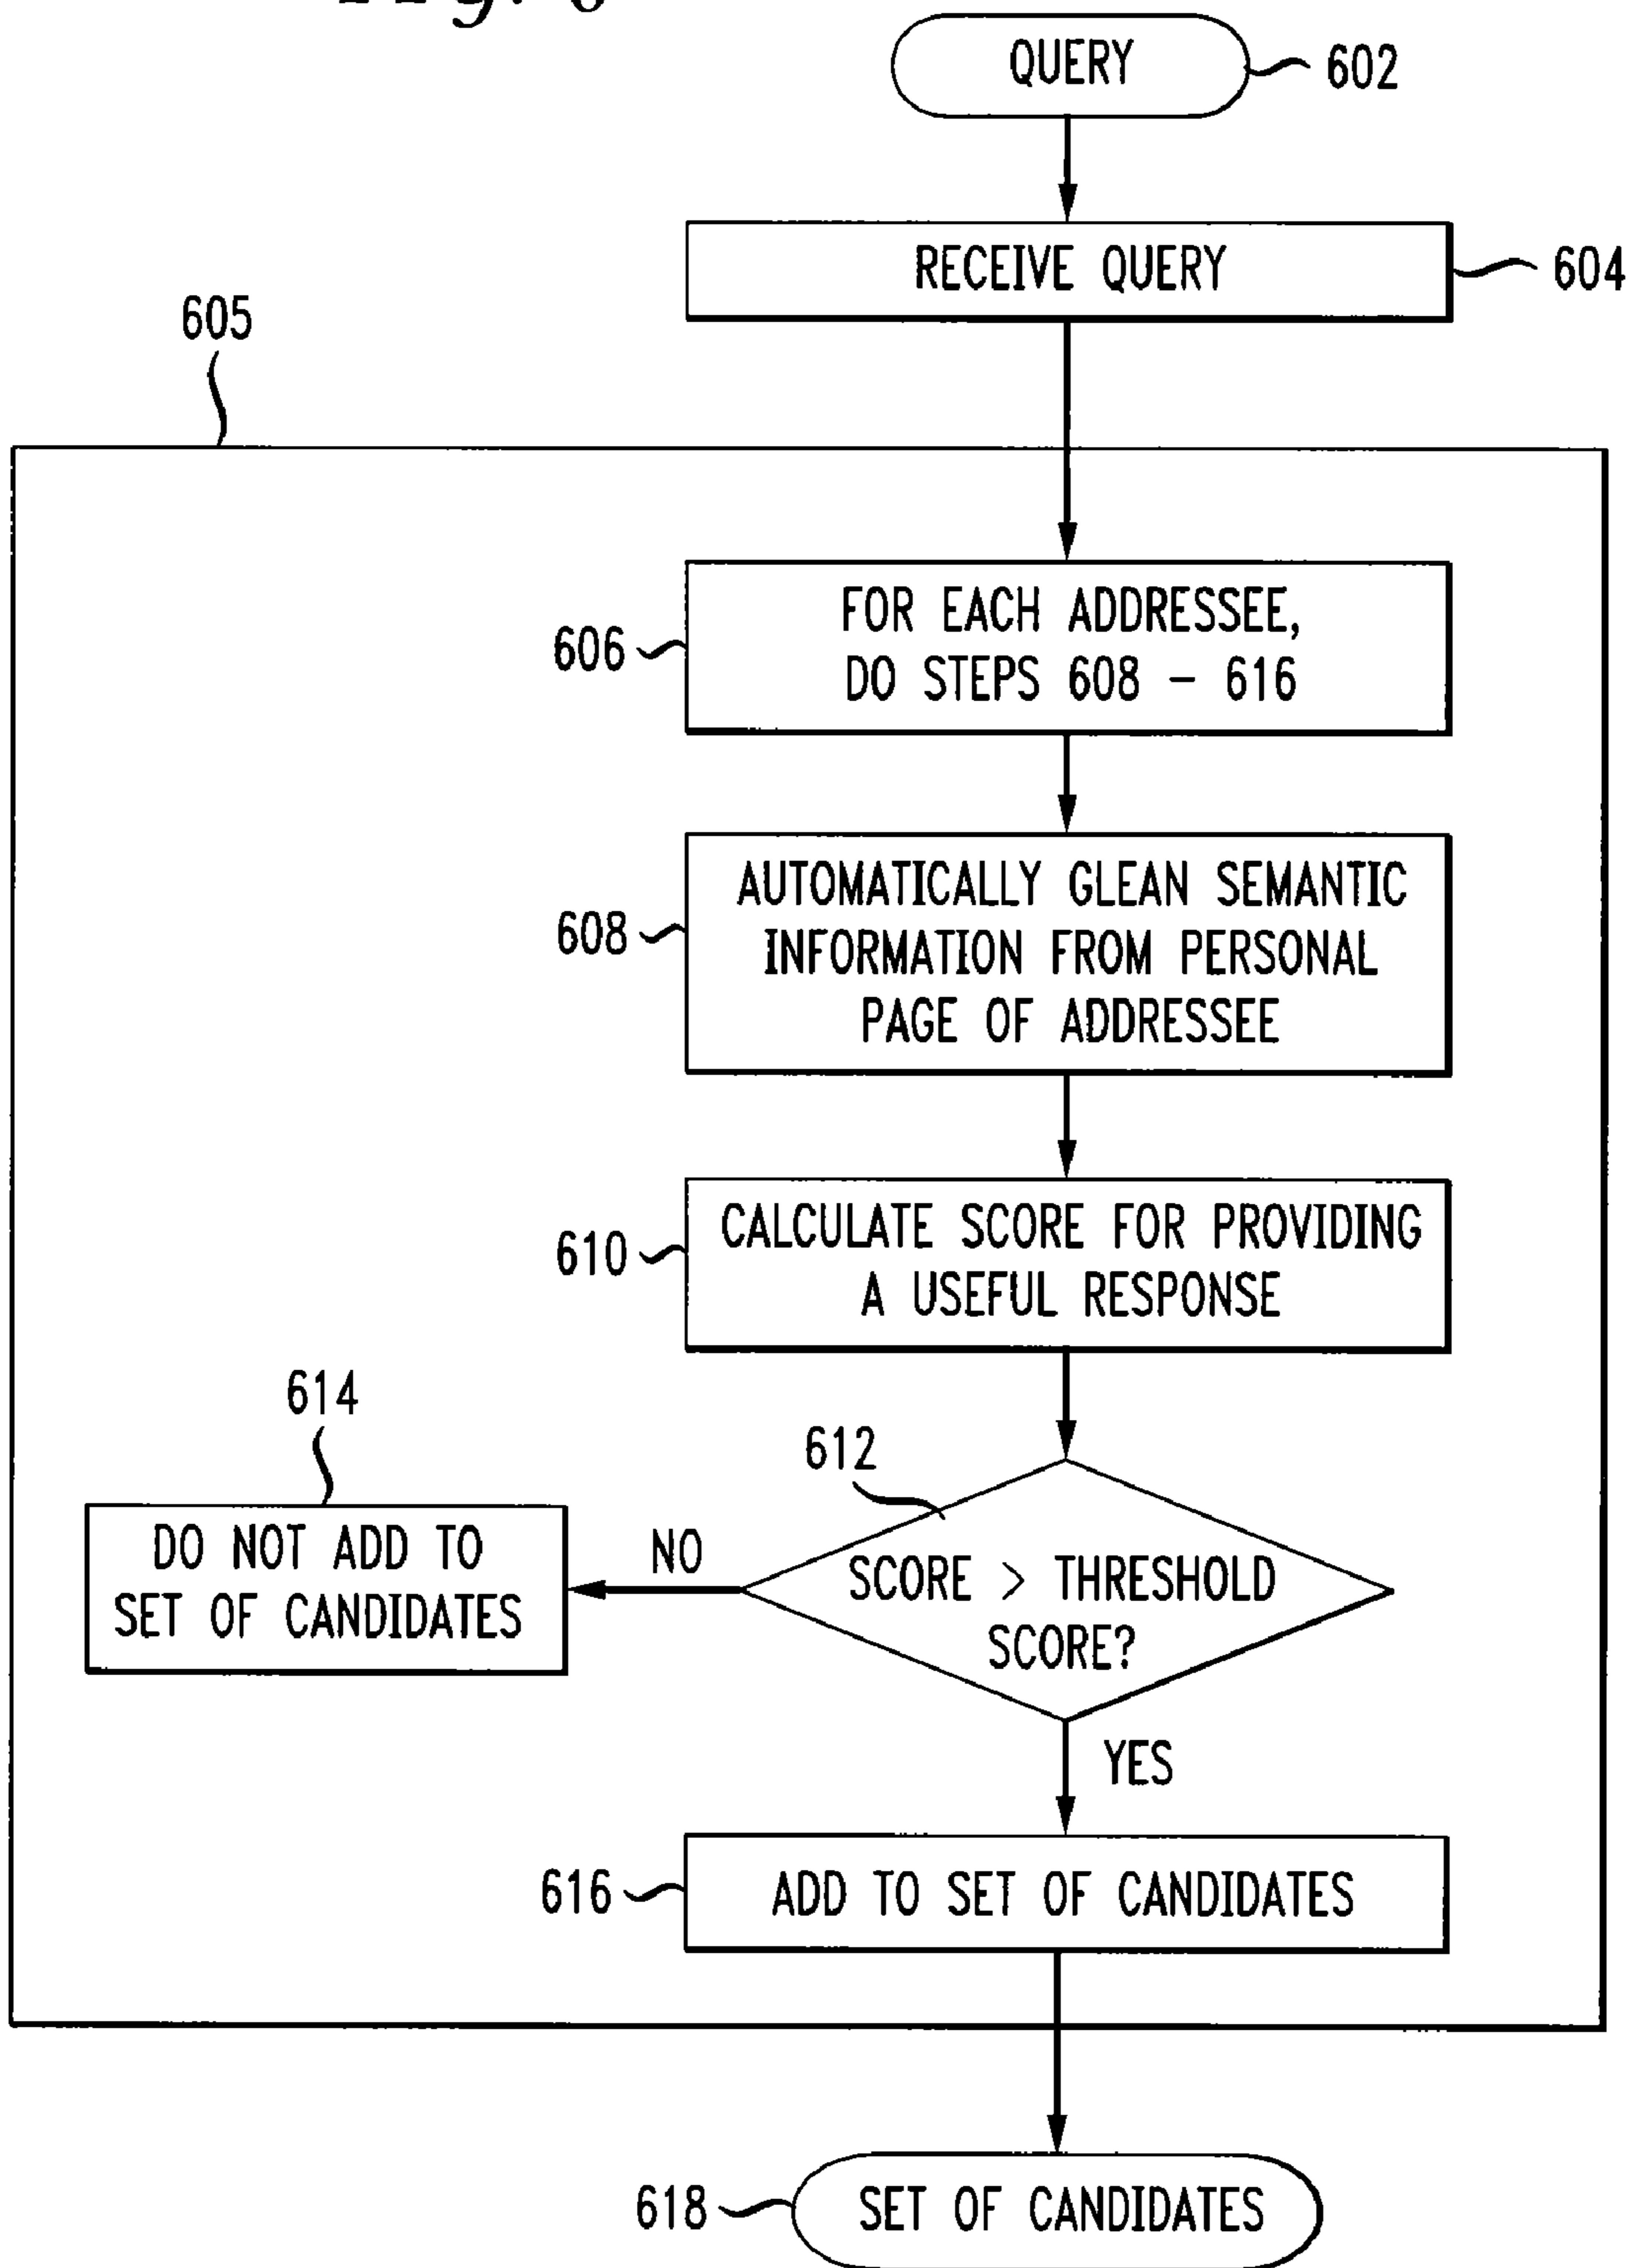 Fig. 6
QUERY
602
RECEIVE QUERY
604
605
FOR EACH ADDRESSEE,
DO STEPS 608 - 616
606
AUTOMATICALLY GLEAN SEMANTIC
INFORMATION FROM PERSONAL
PAGE OF ADDRESSEE
608
CALCULATE SCORE FOR PROVIDING
A USEFUL RESPONSE
610
614
612
DO NOT ADD TO
SET OF CANDIDATES
NO
SCORE > THRESHOLD
SCORE?
YES
616
ADD TO SET OF CANDIDATES
618
SET OF CANDIDATES